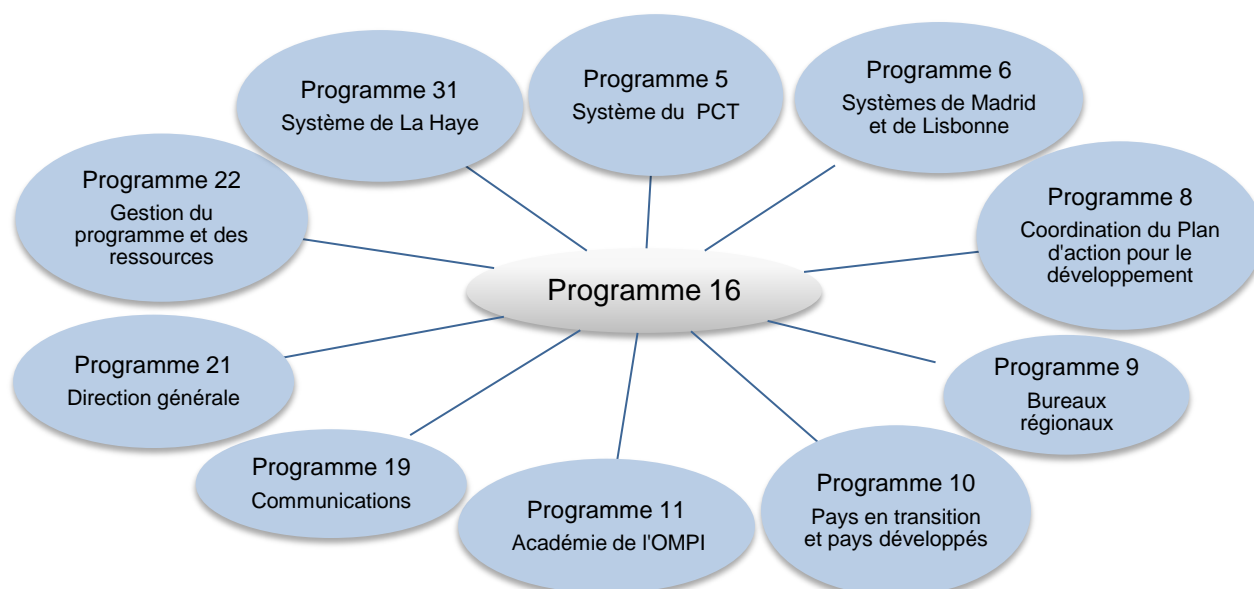 Programme 31
Système de La Haye
Programme 5
Système du PCT
Programme 6
Systèmes de Madrid
et de Lisbonne
Programme 22
Gestion du
programme et des
ressources
Programme 8
Coordination du Plan
d'action pour le
développement
Programme 16
Programme 21
Direction générale
Programme 9
Bureaux
régionaux
Programme 19
Communications
Programme 11
Académie de l'OMPI
Programme 10
Pays en transition
et pays développés